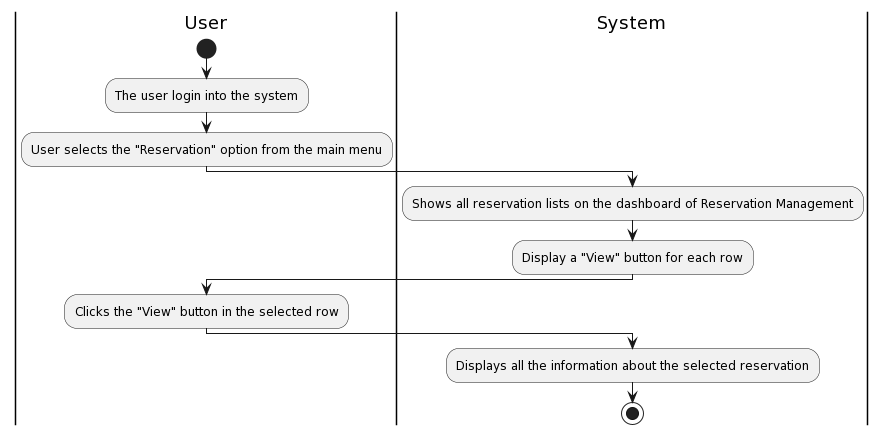 User
System
The user login into the system
User selects the "Reservation" option from the main menu
Shows all reservation lists on the dashboard of Reservation Management
Display a "View" button for each row
Clicks the "View" button in the selected row
Displays all the information about the selected reservation